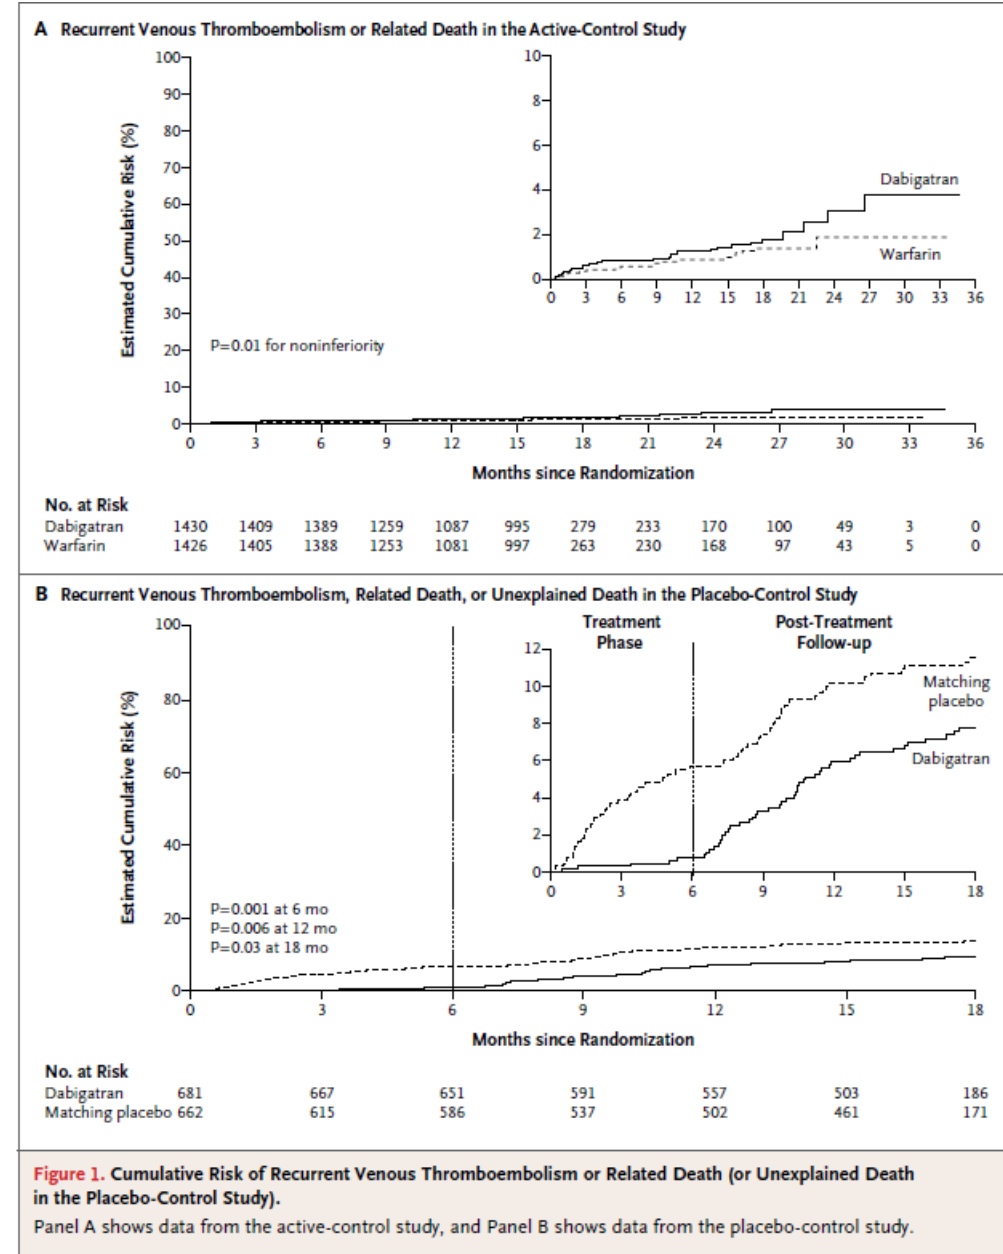 A Recurrent Venous Thromboembolism or Related Death in the Active-Control Study
Estimated Cumulative Risk (%)
100
90
80
70
60
50
40
30
20
10
0
P=0.01 for noninferiority
0 3 6 9 12 15 18 21 24 27 30 33 36
Months since Randomization
10
8
6
4
2
0
Dabigatran
Warfarin
0 3 6 9 12 15 18 21 24 27 30 33 36
No. at Risk
Dabigatran 1430 1409 1389 1259 1087 995 279 233 170 100 49 3 0
Warfarin 1426 1405 1388 1253 1081 997 263 230 168 97 43 5 0
B Recurrent Venous Thromboembolism, Related Death, or Unexplained Death in the Placebo-Control Study
Estimated Cumulative Risk (%)
100
80
60
40
20
0
P=0.001 at 6 mo
P=0.006 at 12 mo
P=0.03 at 18 mo
0 3 6 9 12 15 18
Months since Randomization
Treatment
Phase
Post-Treatment
Follow-up
12
10
8
6
4
2
0
Matching
placebo
Dabigatran
0 3 6 9 12 15 18
No. at Risk
Dabigatran 681 667 651 591 557 503 186
Matching placebo 662 615 586 537 502 461 171
Figure 1. Cumulative Risk of Recurrent Venous Thromboembolism or Related Death (or Unexplained Death
in the Placebo-Control Study).
Panel A shows data from the active-control study, and Panel B shows data from the placebo-control study.